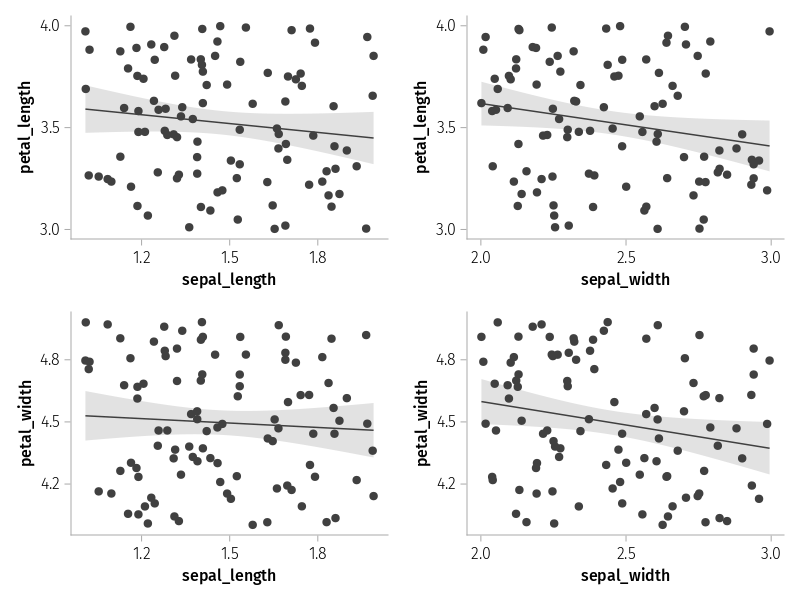 4.0
3.5
3.0
petal_length
1.2 1.5 1.8
sepal_length
4.0
3.5
3.0
petal_length
2.0 2.5 3.0
sepal_width
4.8
4.5
4.2
petal_width
1.2 1.5 1.8
sepal_length
4.8
4.5
4.2
petal_width
2.0 2.5 3.0
sepal_width